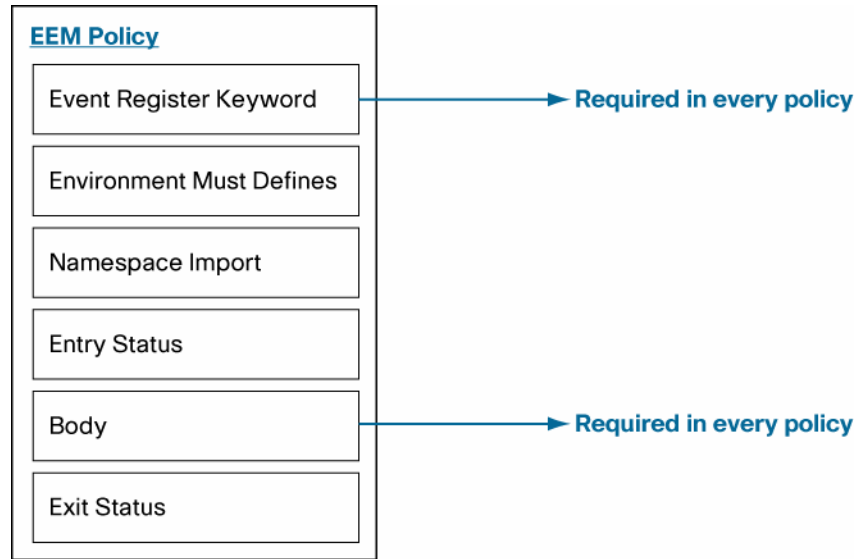 EEM Policy
Event Register Keyword
Required in every policy
Environment Must Defines
Namespace Import
Entry Status
Body
Required in every policy
Exit Status